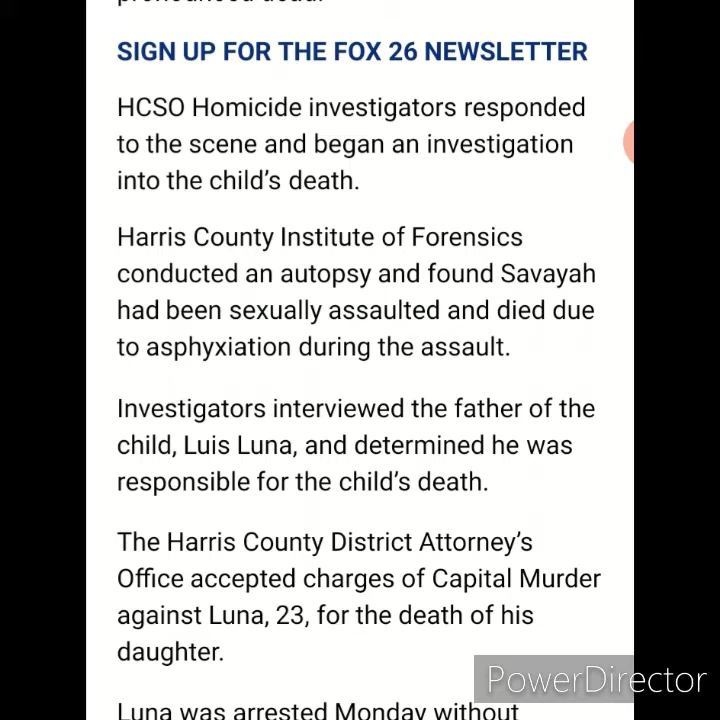 SIGN UP FOR THE FOX 26 NEWSLETTER
HCSO Homicide investigators responded
to the scene and began an investigation
into the child's death.
Harris County Institute of Forensics
conducted an autopsy and found Savayah
had been sexually assaulted and died due
to asphyxiation during the assault.
Investigators interviewed the father of the
child, Luis Luna, and determined he was
responsible for the child's death.
The Harris County District Attorney's
Office accepted charges of Capital Murder
against Luna, 23, for the death of his
daughter.
PowerDirector
Luna was arrested Monday without